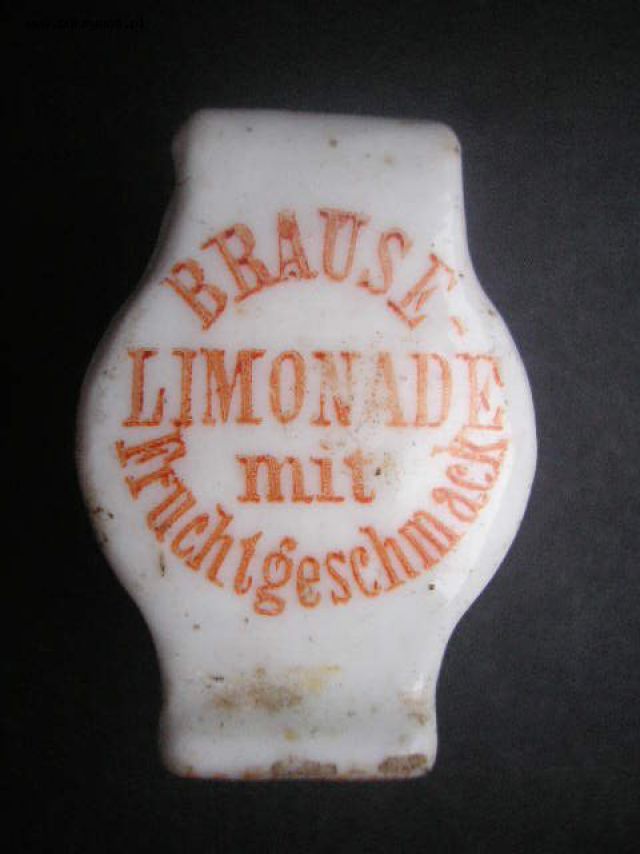 BRAUSE-
LIMONADE
mit
Fruchtgeschmack